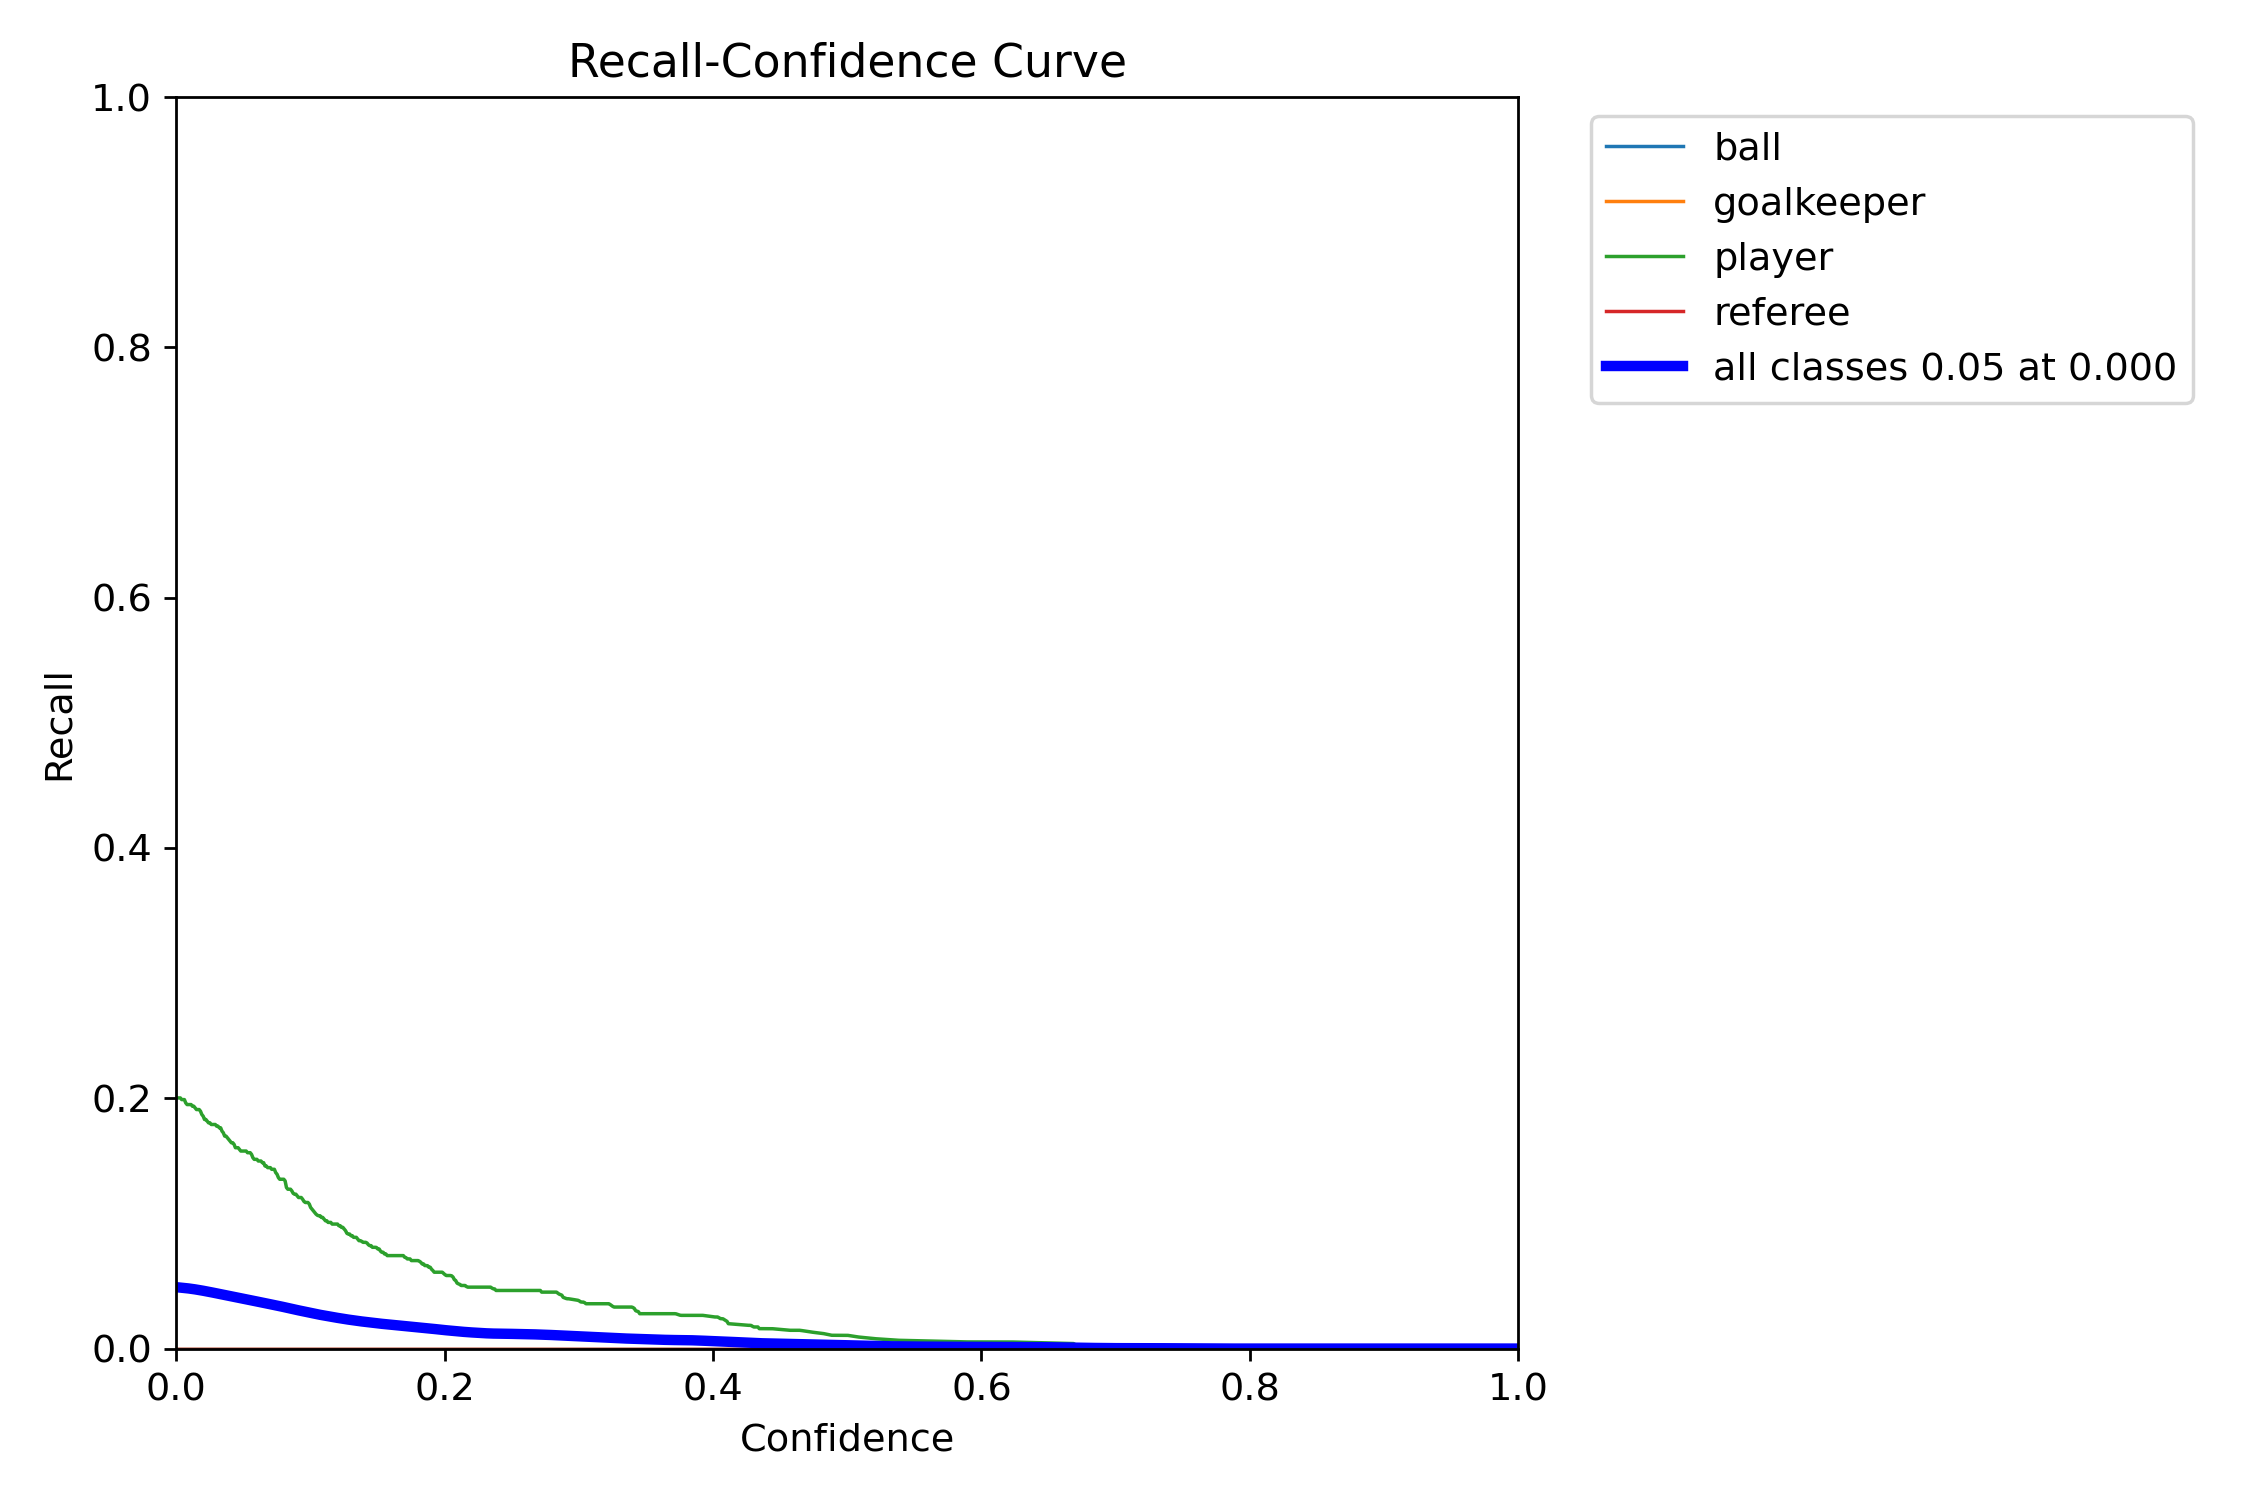 Recall-Confidence Curve
1.0
0.8
0.6
0.4
0.2
0.0
Recall
0.0 0.2 0.4 0.6 0.8 1.0
Confidence
ball
goalkeeper
player
referee
all classes 0.05 at 0.000